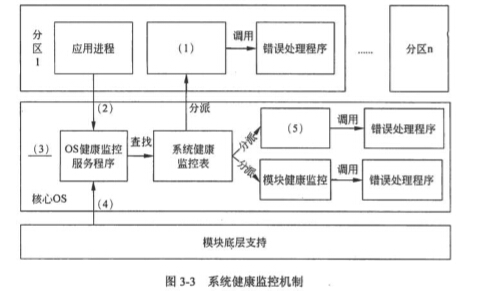 分区1
应用进程
(1)
调用
错误处理程序
……
分区n
(2)
分派
(3)
OS健康监控
服务程序
查找
系统健康
监控表
分派
(5)
调用
错误处理程序
分派
模块健康监控
调用
错误处理程序
核心OS
(4)
模块底层支持
图 3-3 系统健康监控机制